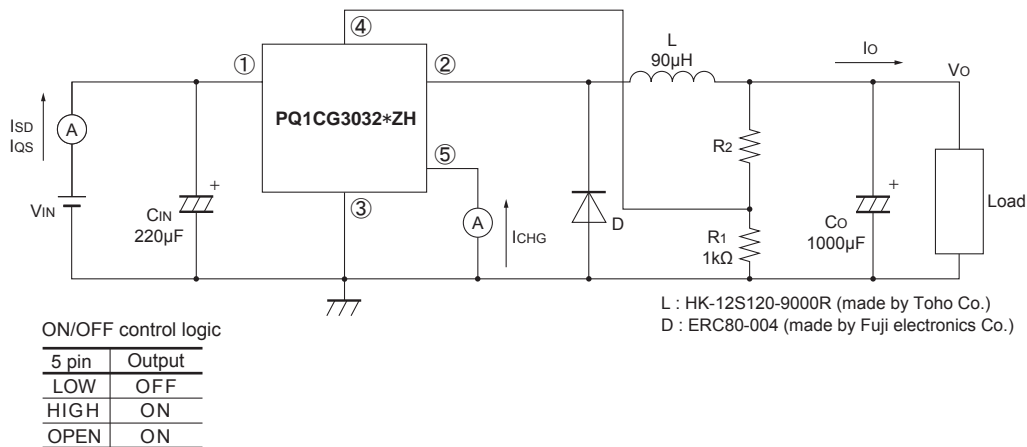 ④
①
②
⑤
③
PQ1CG3032*ZH
L
90μH
IO
VO
ISD
IQS
A
VIN
CIN
220μF
+
A
ICHG
D
R2
R1
1kΩ
+
CO
1000μF
Load
L : HK-12S120-9000R (made by Toho Co.)
D : ERC80-004 (made by Fuji electronics Co.)
ON/OFF control logic
5 pin Output
LOW OFF
HIGH ON
OPEN ON